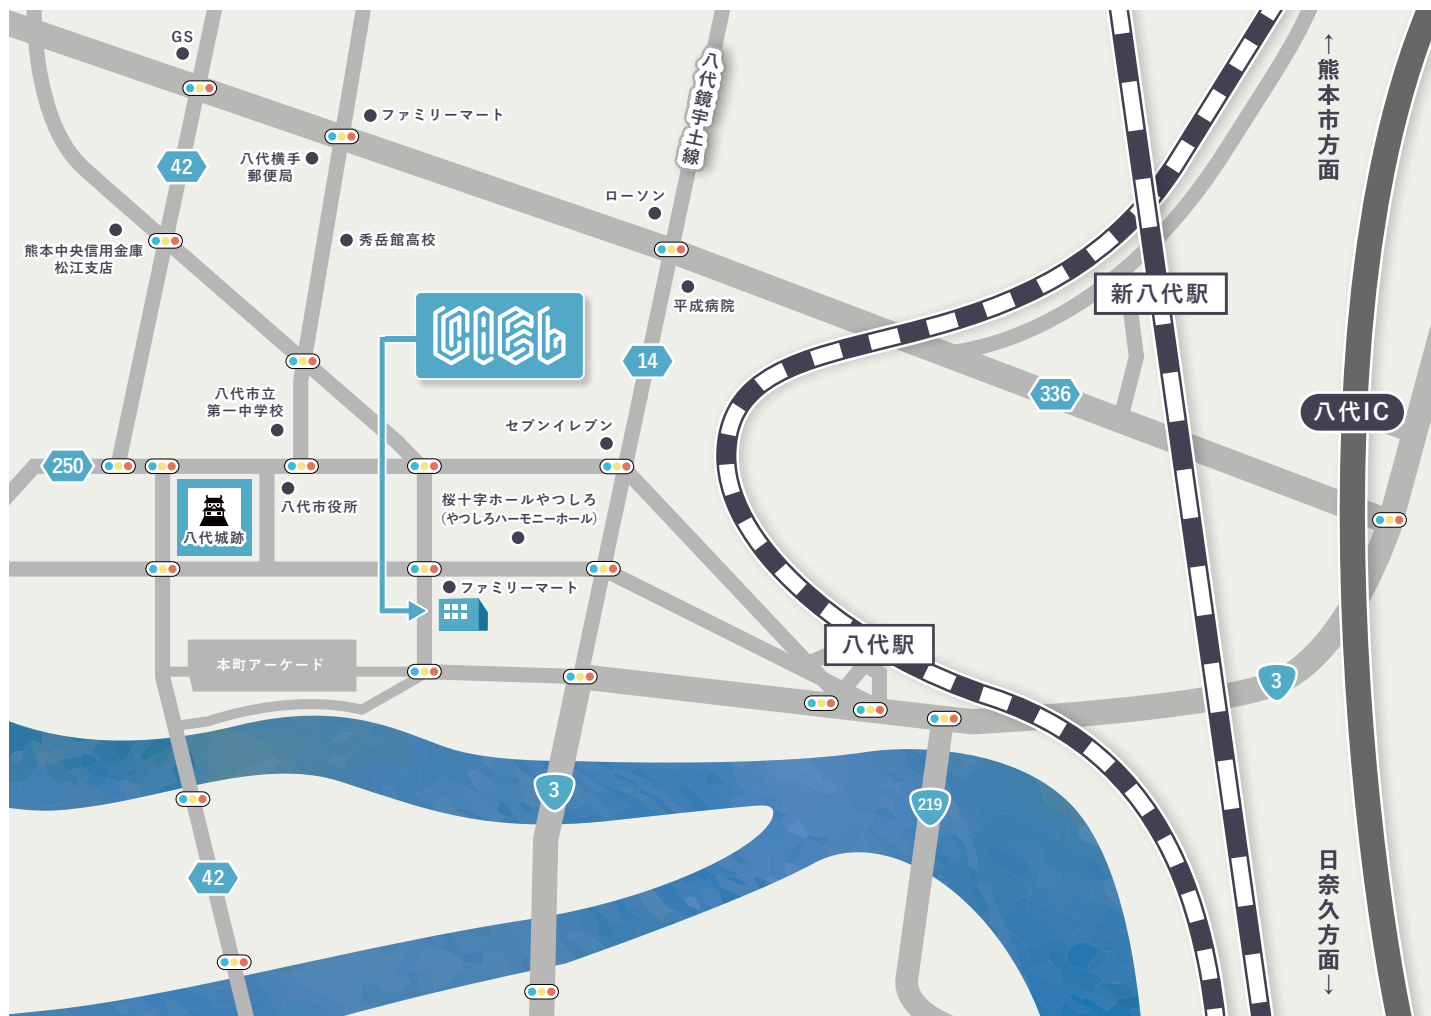 GS
ファミリーマート
42
八代横手
郵便局
八代鏡宇土線
↑熊本市方面
ローソン
熊本中央信用金庫
松江支店
秀岳館高校
平成病院
新八代駅
CIEL
14
336
八代市立
第一中学校
八代IC
セブンイレブン
250
八代市役所
桜十字ホールやつしろ
(やつしろハーモニーホール)
八代城跡
ファミリーマート
本町アーケード
八代駅
3
3
219
42
日奈久方面↓